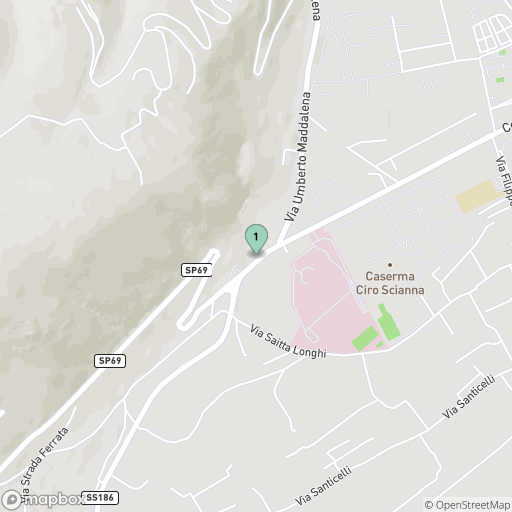 Via Umberto Maddalena
1
SP69
Caserma
Ciro Scianna
Via Saitta Longhi
SP69
Via Santicelli
Strada Ferrata
Via Santicelli
SS186
mapbox
© OpenStreetMap